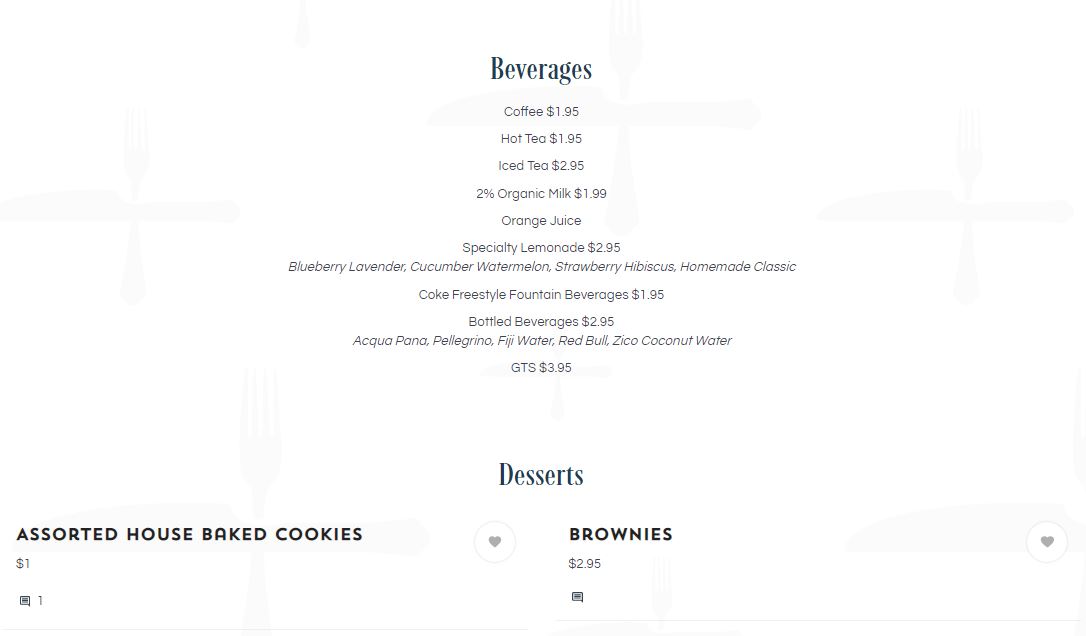 Beverages
Coffee $1.95
Hot Tea $1.95
Iced Tea $2.95
2% Organic Milk $1.99
Orange Juice
Specialty Lemonade $2.95
Blueberry Lavender, Cucumber Watermelon, Strawberry Hibiscus, Homemade Classic
Coke Freestyle Fountain Beverages $1.95
Bottled Beverages $2.95
Acqua Pana, Pellegrino, Fiji Water, Red Bull, Zico Coconut Water
GTS $3.95
Desserts
ASSORTED HOUSE BAKED COOKIES
$1
1
BROWNIES
$2.95